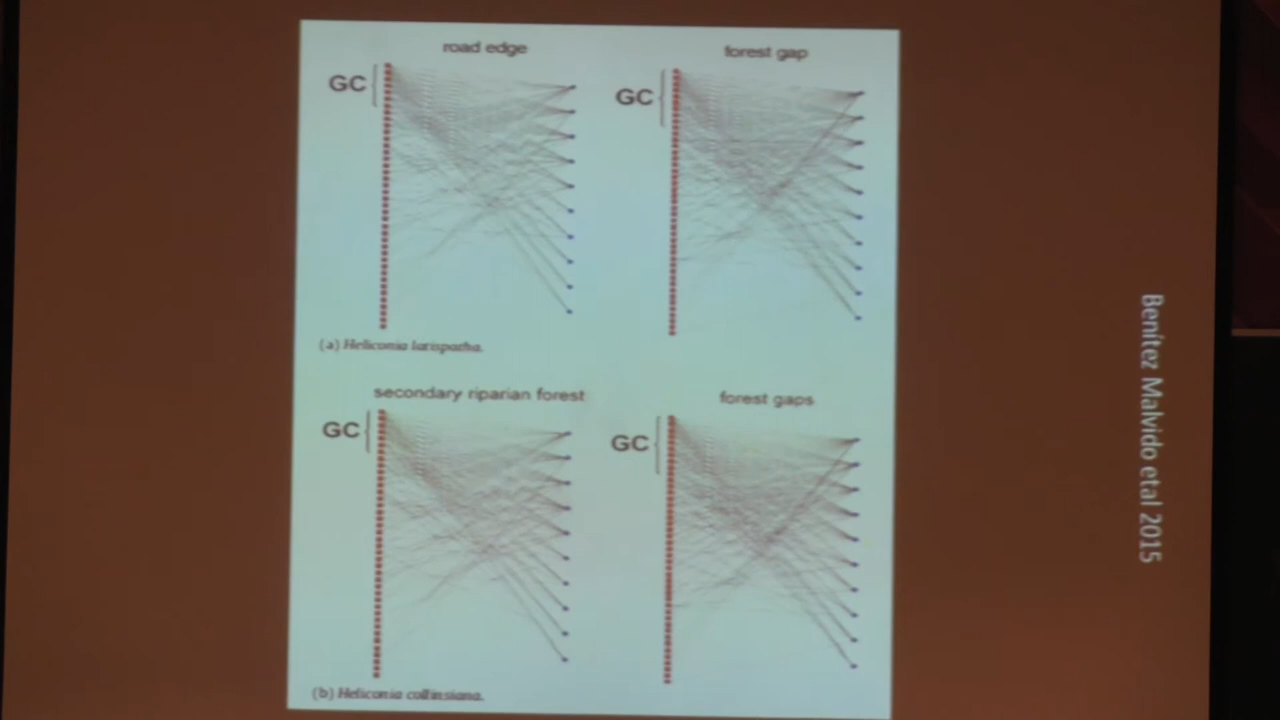 road edge
forest gap
GC
GC
(a) Heliconia latispatha.
secondary riparian forest
forest gaps
GC
GC
(b) Heliconia collinsiana.
Benítez Malvido etal 2015